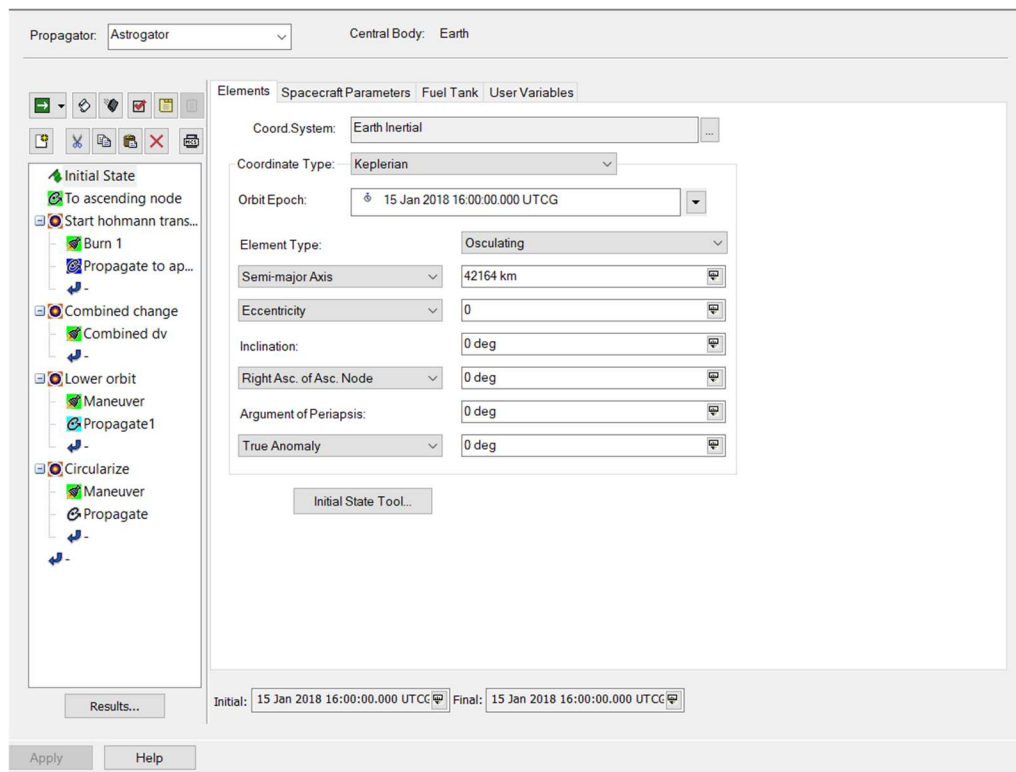 Propagator: Astrogator Central Body: Earth
Elements Spacecraft Parameters Fuel Tank User Variables
Coord.System: Earth Inertial ...
Coordinate Type: Keplerian
Orbit Epoch: 15 Jan 2018 16:00:00.000 UTCG
Element Type: Osculating
Semi-major Axis 42164 km
Eccentricity 0
Inclination: 0 deg
Right Asc. of Asc. Node 0 deg
Argument of Periapsis: 0 deg
True Anomaly 0 deg
Initial State Tool...
Initial State
To ascending node
Start hohmann trans...
Burn 1
Propagate to ap...
-
Combined change
Combined dv
-
Lower orbit
Maneuver
Propagate1
-
Circularize
Maneuver
Propagate
-
-
Results...
Initial: 15 Jan 2018 16:00:00.000 UTCG Final: 15 Jan 2018 16:00:00.000 UTCG
Apply Help